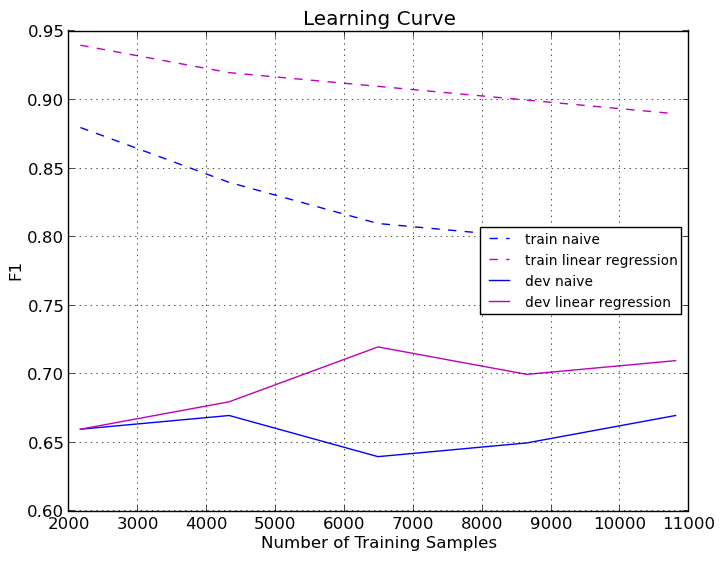 Learning Curve
0.95
0.90
0.85
0.80
0.75
0.70
0.65
0.60
F1
train naive
train linear regression
dev naive
dev linear regression
2000 3000 4000 5000 6000 7000 8000 9000 10000 11000
Number of Training Samples